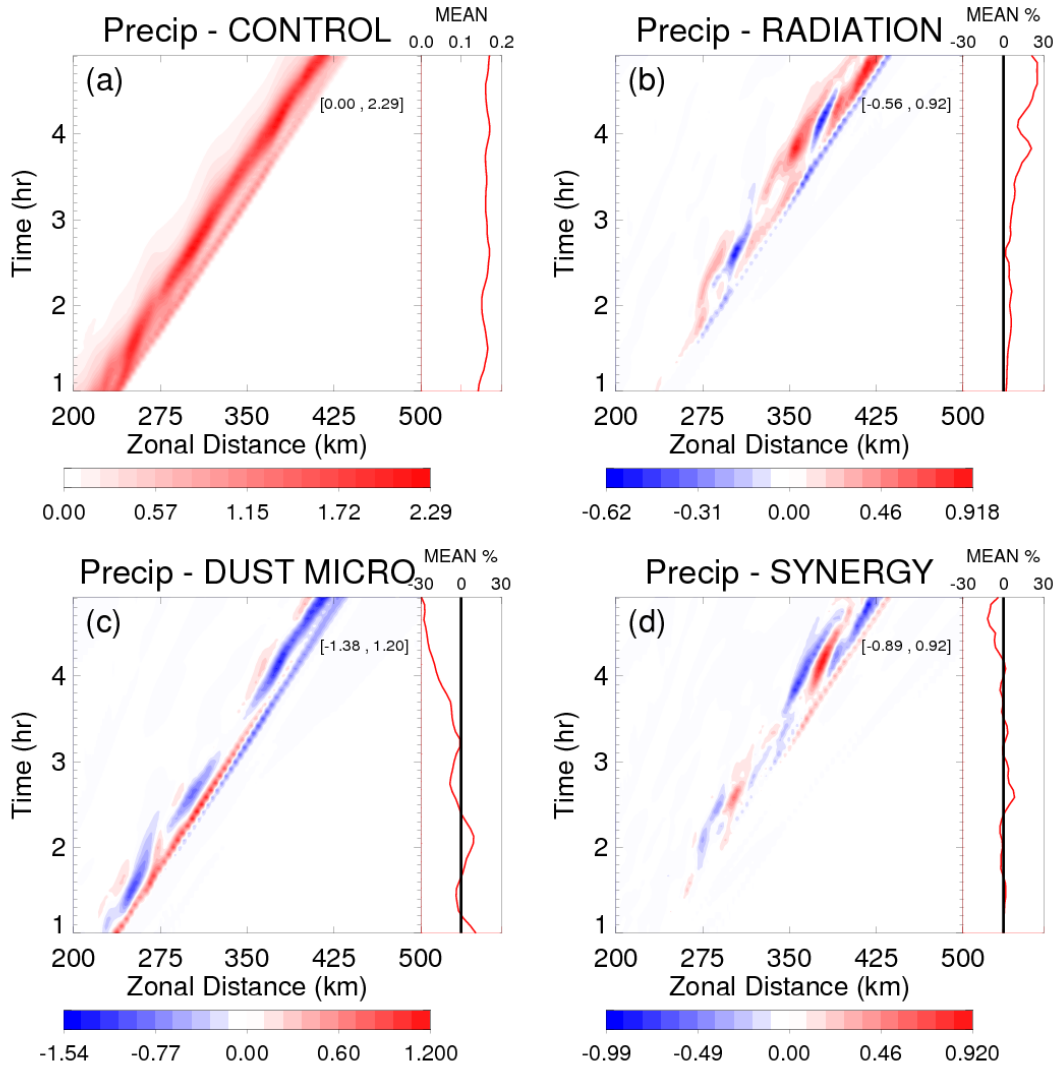 Precip - CONTROL
MEAN
0.0 0.1 0.2
(a)
[0.00 , 2.29]
Time (hr)
4
3
2
1
200 275 350 425 500
Zonal Distance (km)
0.00 0.57 1.15 1.72 2.29
Precip - RADIATION
MEAN %
-30 0 30
(b)
[-0.56 , 0.92]
Time (hr)
4
3
2
1
200 275 350 425 500
Zonal Distance (km)
-0.62 -0.31 0.00 0.46 0.918
Precip - DUST MICRO
MEAN %
-30 0 30
(c)
[-1.38 , 1.20]
Time (hr)
4
3
2
1
200 275 350 425 500
Zonal Distance (km)
-1.54 -0.77 0.00 0.60 1.200
Precip - SYNERGY
MEAN %
-30 0 30
(d)
[-0.89 , 0.92]
Time (hr)
4
3
2
1
200 275 350 425 500
Zonal Distance (km)
-0.99 -0.49 0.00 0.46 0.920